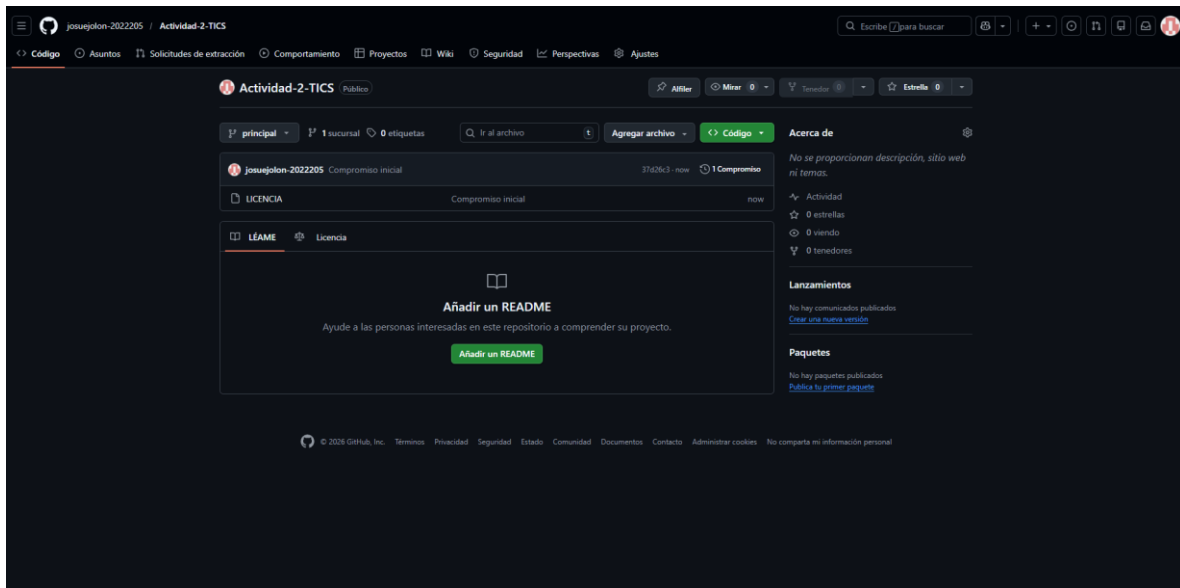 josuejolon-2022205 / Actividad-2-TICS
Escribe / para buscar
Código Asuntos Solicitudes de extracción Comportamiento Proyectos Wiki Seguridad Perspectivas Ajustes
Actividad-2-TICS Público
Alfiler Mirar 0 Tenedor 0 Estrella 0
principal 1 sucursal 0 etiquetas Ir al archivo t Agregar archivo Código
josuejolon-2022205 Compromiso inicial 37d26c3 · now 1 Compromiso
LICENCIA Compromiso inicial now
LÉAME Licencia
Añadir un README
Ayude a las personas interesadas en este repositorio a comprender su proyecto.
Añadir un README
Acerca de
No se proporcionan descripción, sitio web
ni temas.
Actividad
0 estrellas
0 viendo
0 tenedores
Lanzamientos
No hay comunicados publicados
Crear una nueva versión
Paquetes
No hay paquetes publicados
Publica tu primer paquete
© 2026 GitHub, Inc. Términos Privacidad Seguridad Estado Comunidad Documentos Contacto Administrar cookies No comparta mi información personal